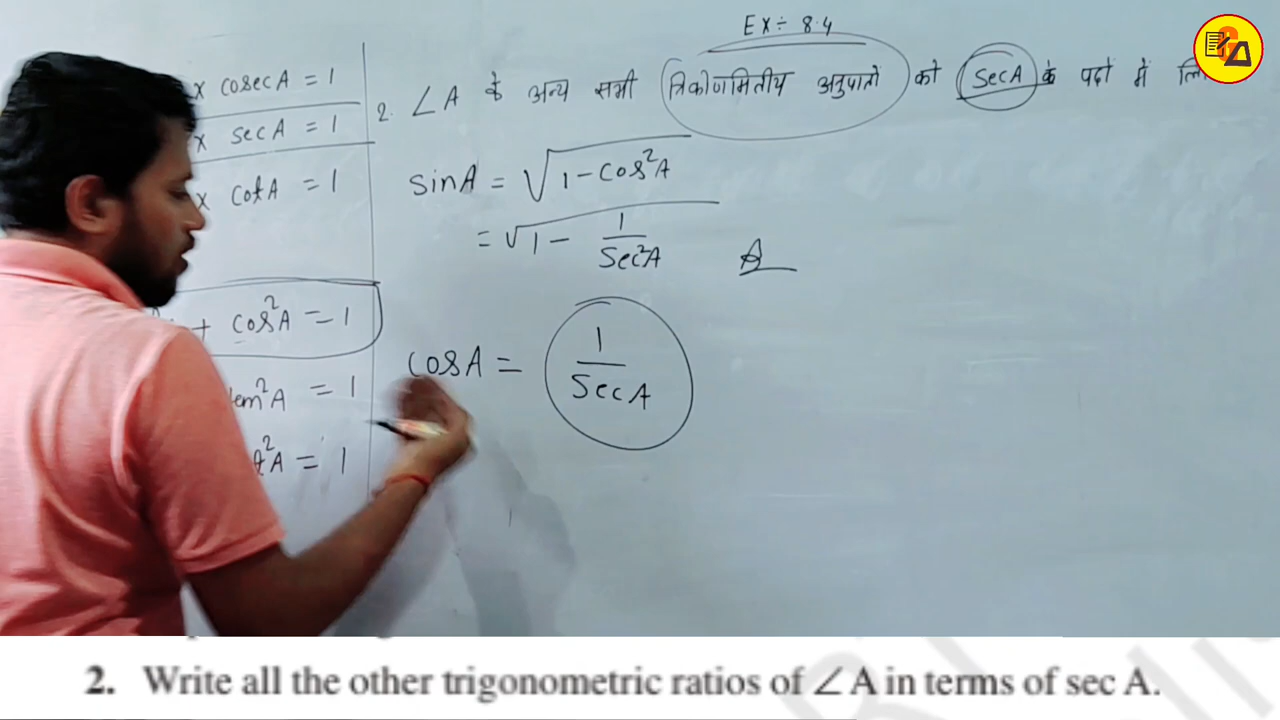 Ex÷ 8.4
x cosecA = 1
x secA = 1
x cotA = 1
+ cos²A = 1
tan²A = 1
t²A = 1
2. ∠A के अन्य सभी त्रिकोणमितीय अनुपातो को SecA के पदों में लि
sinA = √1-cos²A
= √1- 1/Sec²A
cosA = 1/SecA
2. Write all the other trigonometric ratios of ∠A in terms of sec A.